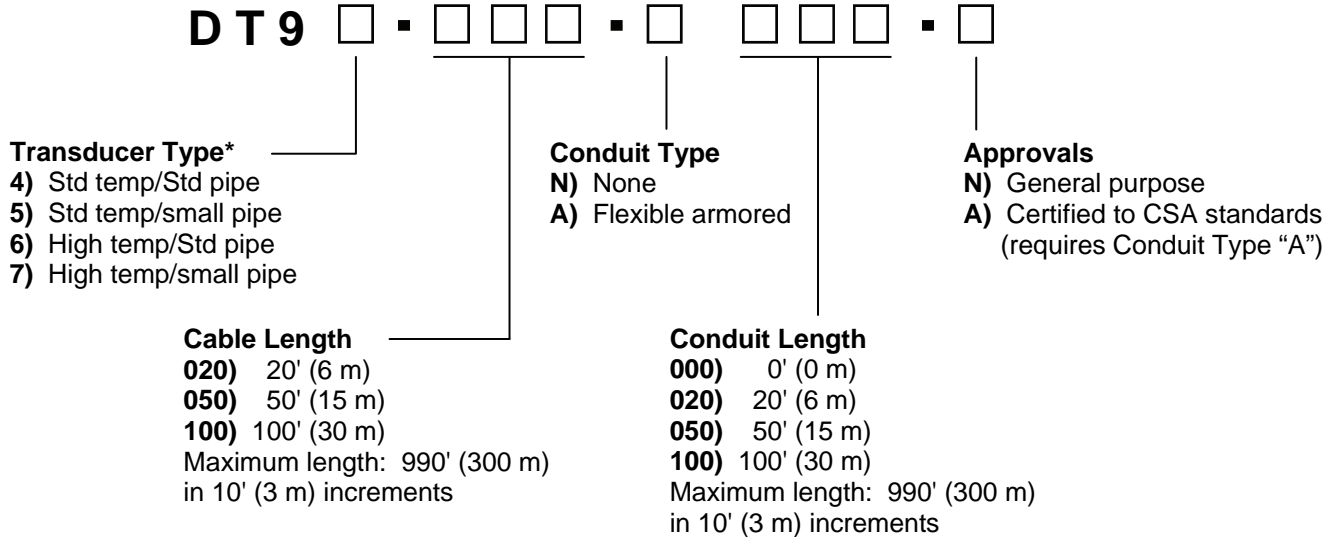 DT9 □ - □□□ - □ □□□ - □
Transducer Type*
4) Std temp/Std pipe
5) Std temp/small pipe
6) High temp/Std pipe
7) High temp/small pipe
Conduit Type
N) None
A) Flexible armored
Approvals
N) General purpose
A) Certified to CSA standards
(requires Conduit Type “A”)
Cable Length
020) 20' (6 m)
050) 50' (15 m)
100) 100' (30 m)
Maximum length: 990' (300 m)
in 10' (3 m) increments
Conduit Length
000) 0' (0 m)
020) 20' (6 m)
050) 50' (15 m)
100) 100' (30 m)
Maximum length: 990' (300 m)
in 10' (3 m) increments